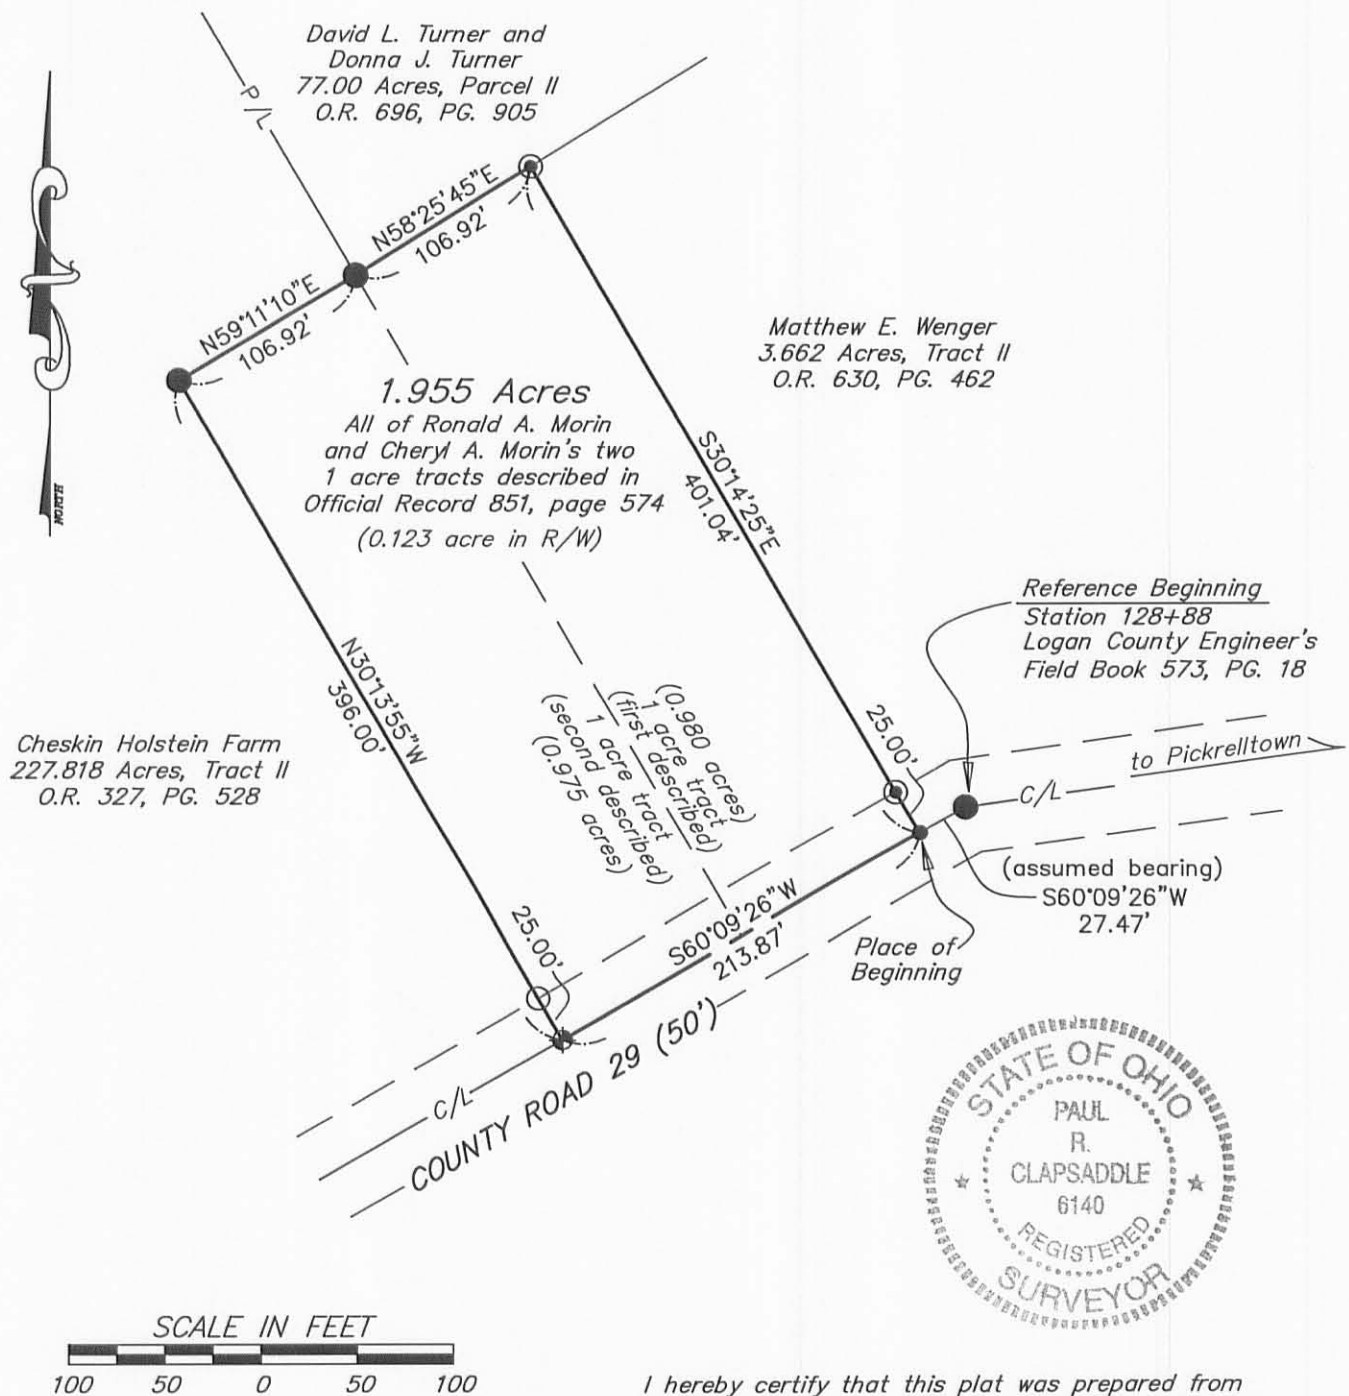 David L. Turner and
Donna J. Turner
77.00 Acres, Parcel II
O.R. 696, PG. 905
P/L
N58°25'45"E
106.92'
N59°11'10"E
106.92'
NORTH
Matthew E. Wenger
3.662 Acres, Tract II
O.R. 630, PG. 462
1.955 Acres
All of Ronald A. Morin
and Cheryl A. Morin's two
1 acre tracts described in
Official Record 851, page 574
(0.123 acre in R/W)
S30°14'25"E
401.04'
Reference Beginning
Station 128+88
Logan County Engineer's
Field Book 573, PG. 18
N30°13'55"W
396.00'
(0.980 acres)
1 acre tract
(first described)
1 acre tract
(second described)
(0.975 acres)
Cheskin Holstein Farm
227.818 Acres, Tract II
O.R. 327, PG. 528
25.00'
to Pickrelltown
C/L
(assumed bearing)
S60°09'26"W
27.47'
25.00'
S60°09'26"W
213.87'
Place of
Beginning
C/L
COUNTY ROAD 29 (50')
STATE OF OHIO
PAUL
R.
CLAPSADDLE
6140
REGISTERED
SURVEYOR
SCALE IN FEET
100 50 0 50 100
I hereby certify that this plat was prepared from